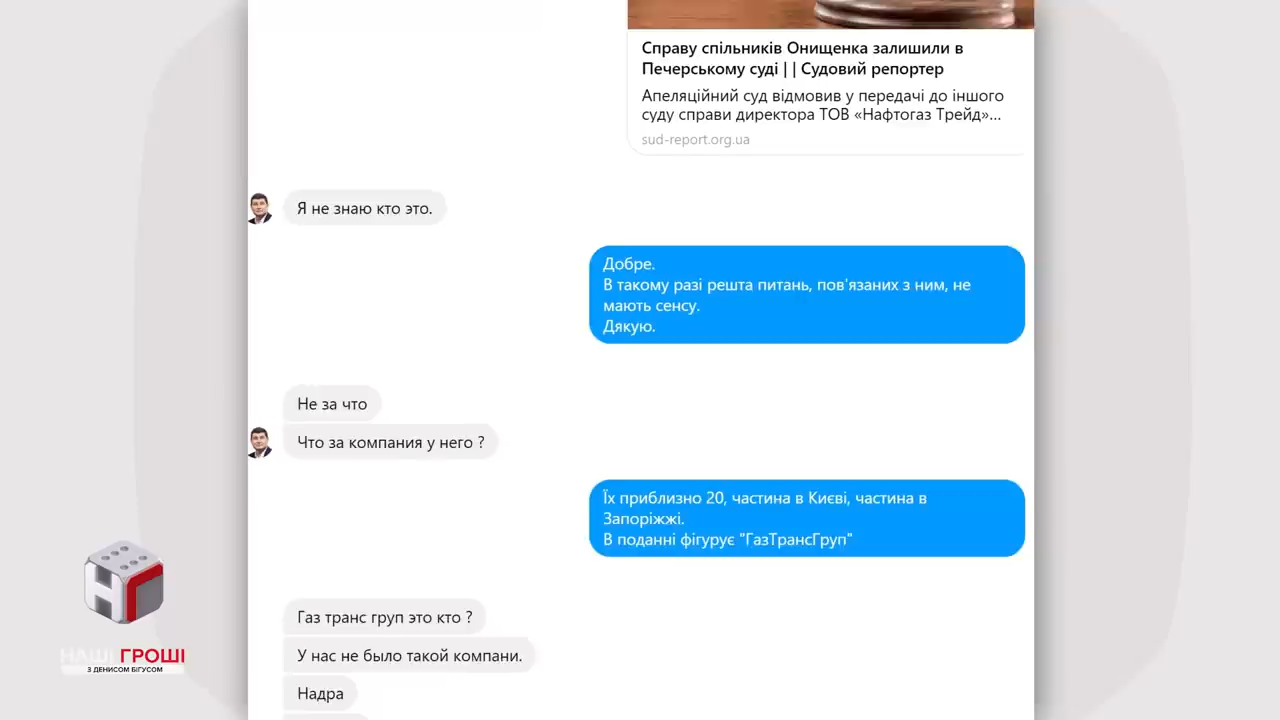 Справу спільників Онищенка залишили в
Печерському суді | | Судовий репортер
Апеляційний суд відмовив у передачі до іншого
суду справи директора ТОВ «Нафтогаз Трейд»...
sud-report.org.ua
Я не знаю кто это.
Добре.
В такому разі решта питань, пов'язаних з ним, не
мають сенсу.
Дякую.
Не за что
Что за компания у него ?
Їх приблизно 20, частина в Києві, частина в
Запоріжжі.
В поданні фігурує "ГазТрансГруп"
Газ транс груп это кто ?
У нас не было такой компани.
Надра
НАШІ ГРОШІ
З ДЕНИСОМ БІГУСОМ